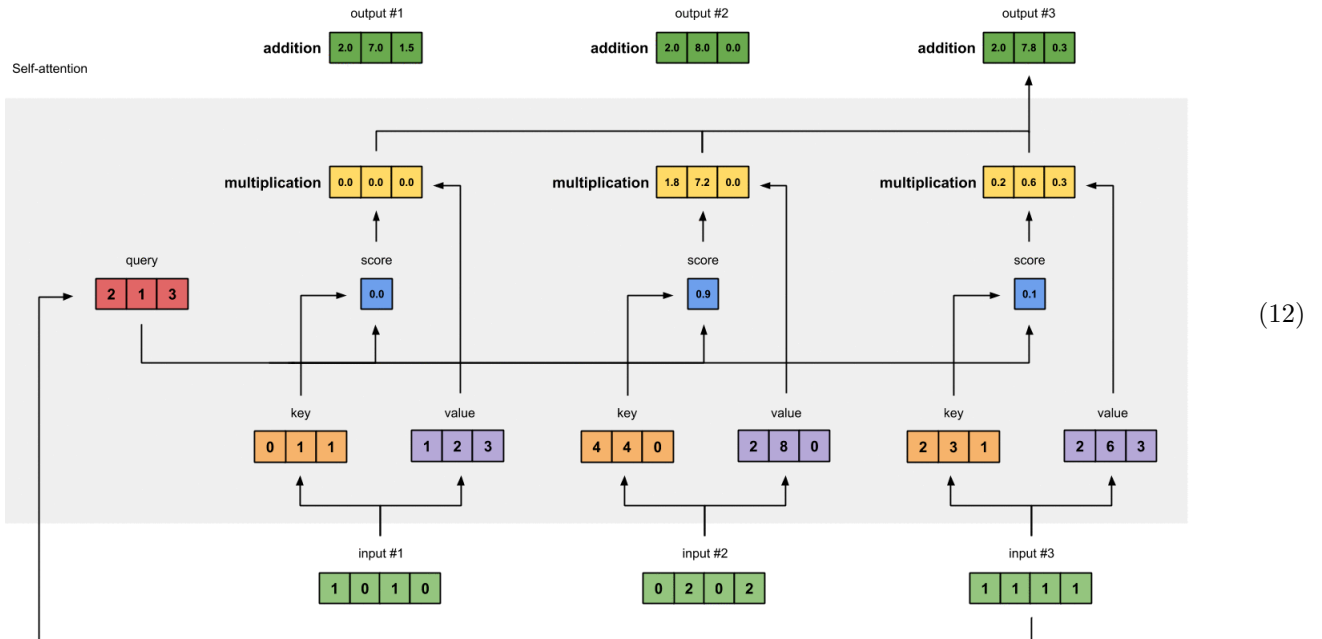 output #1 output #2 output #3
addition 2.0 7.0 1.5 addition 2.0 8.0 0.0 addition 2.0 7.8 0.3
Self-attention
multiplication 0.0 0.0 0.0 multiplication 1.8 7.2 0.0 multiplication 0.2 0.6 0.3
query score score score
2 1 3 0.0 0.9 0.1
(12)
key value key value key value
0 1 1 1 2 3 4 4 0 2 8 0 2 3 1 2 6 3
input #1 input #2 input #3
1 0 1 0 0 2 0 2 1 1 1 1